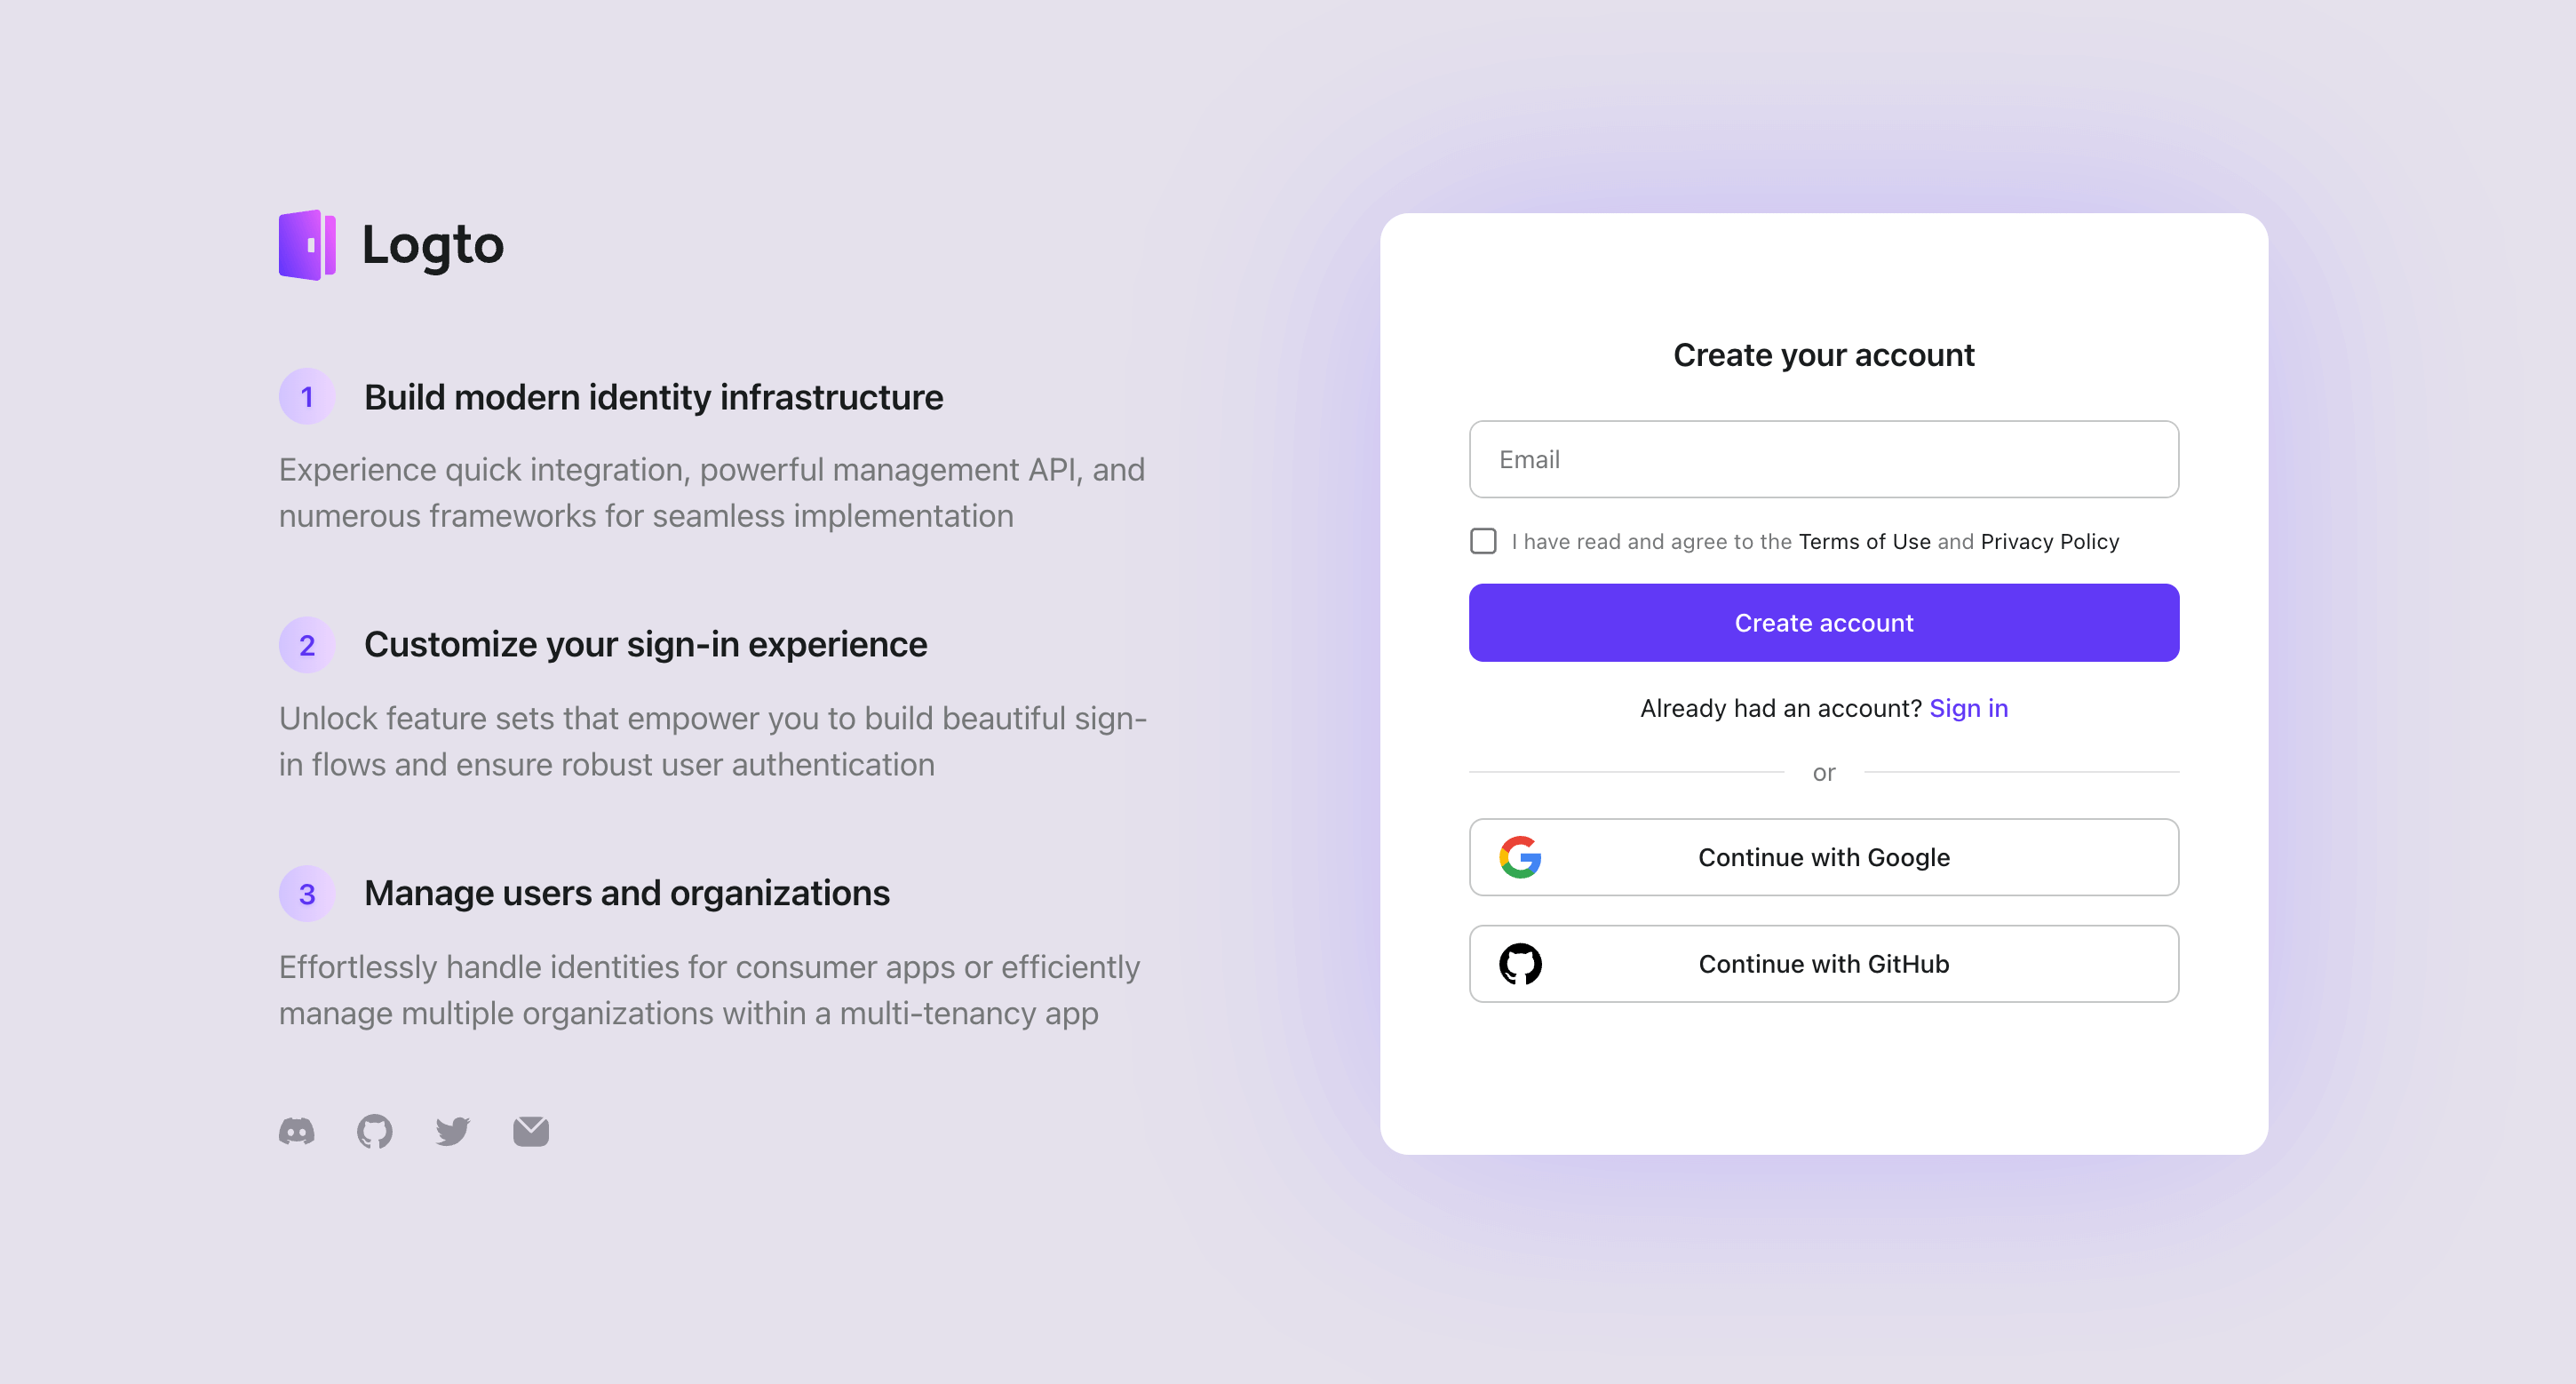 Logto
1
Build modern identity infrastructure
Experience quick integration, powerful management API, and
numerous frameworks for seamless implementation
2
Customize your sign-in experience
Unlock feature sets that empower you to build beautiful sign-
in flows and ensure robust user authentication
3
Manage users and organizations
Effortlessly handle identities for consumer apps or efficiently
manage multiple organizations within a multi-tenancy app
Create your account
Email
I have read and agree to the Terms of Use and Privacy Policy
Create account
Already had an account? Sign in
or
Continue with Google
Continue with GitHub